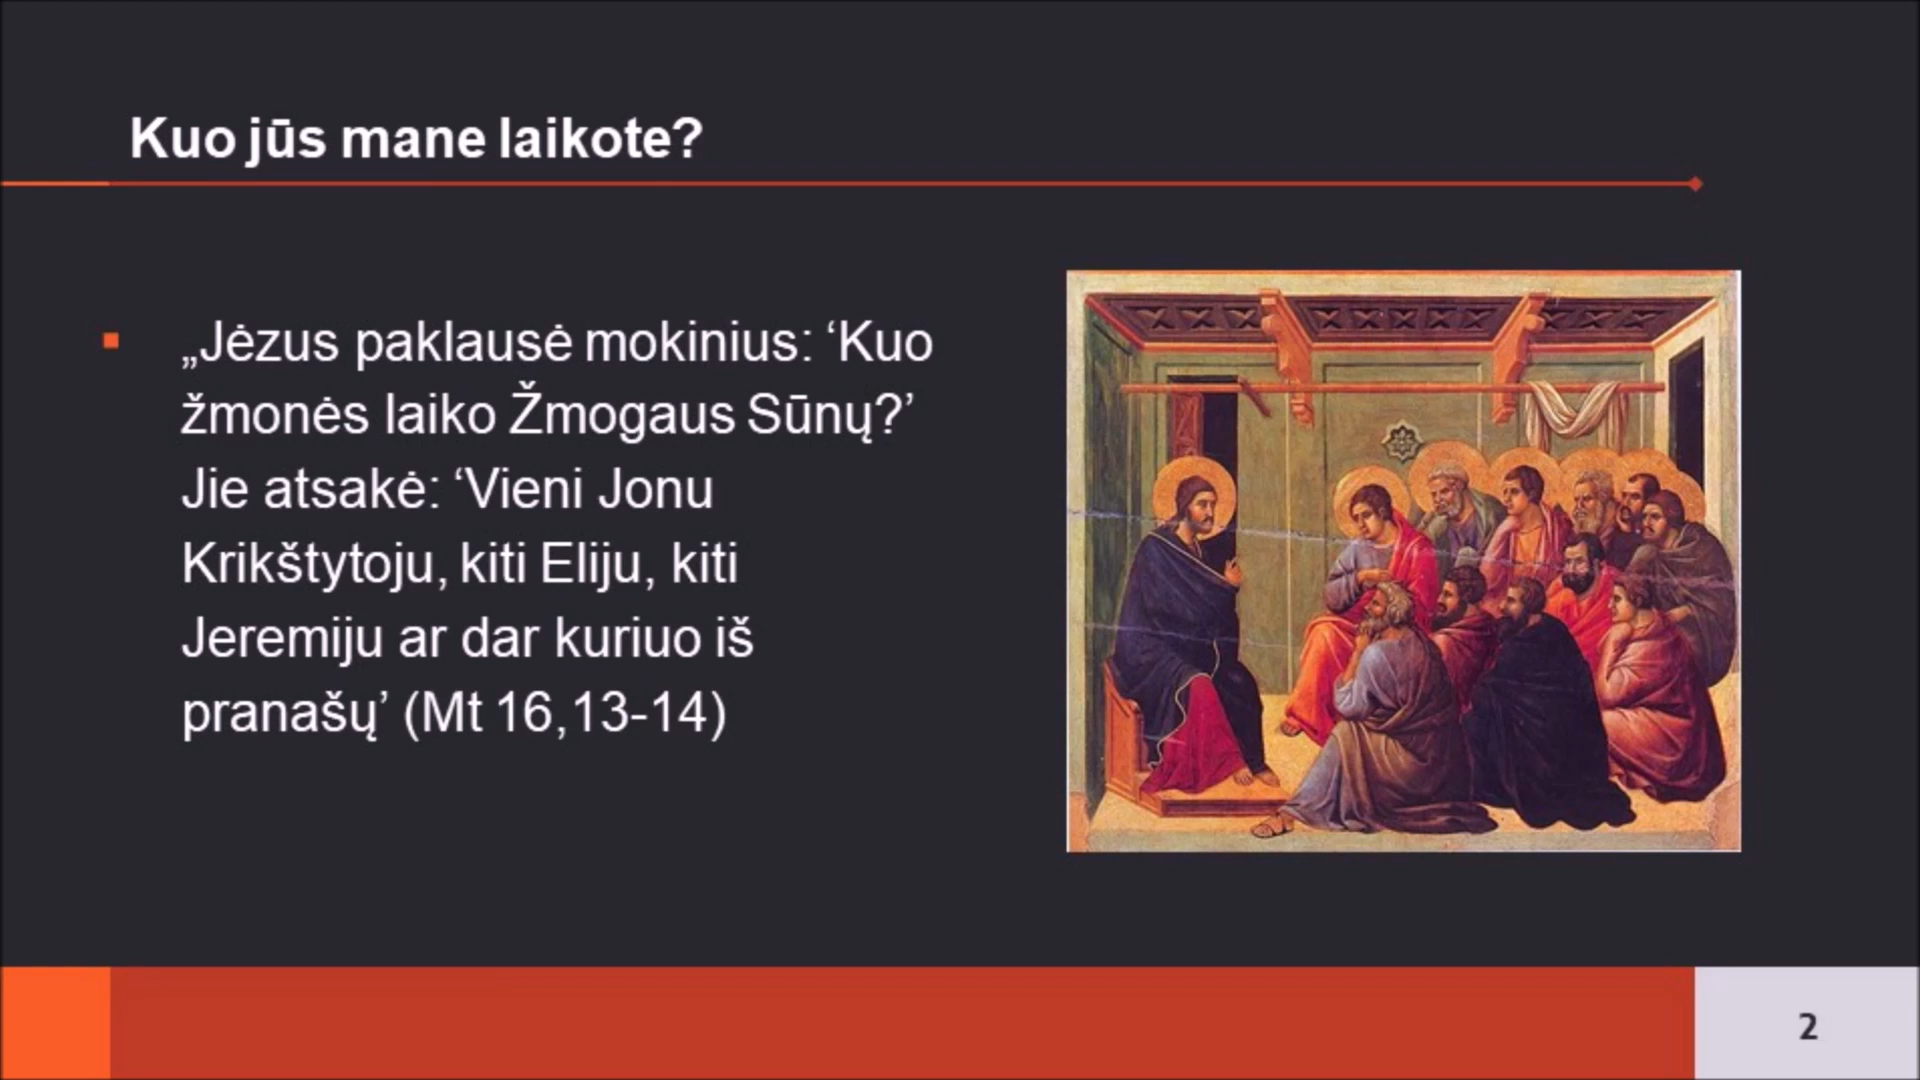 Kuo jūs mane laikote?
„Jėzus paklausė mokinius: ‘Kuo
žmonės laiko Žmogaus Sūnų?’
Jie atsakė: ‘Vieni Jonu
Krikštytoju, kiti Eliju, kiti
Jeremiju ar dar kuriuo iš
pranašų’ (Mt 16,13-14)
2